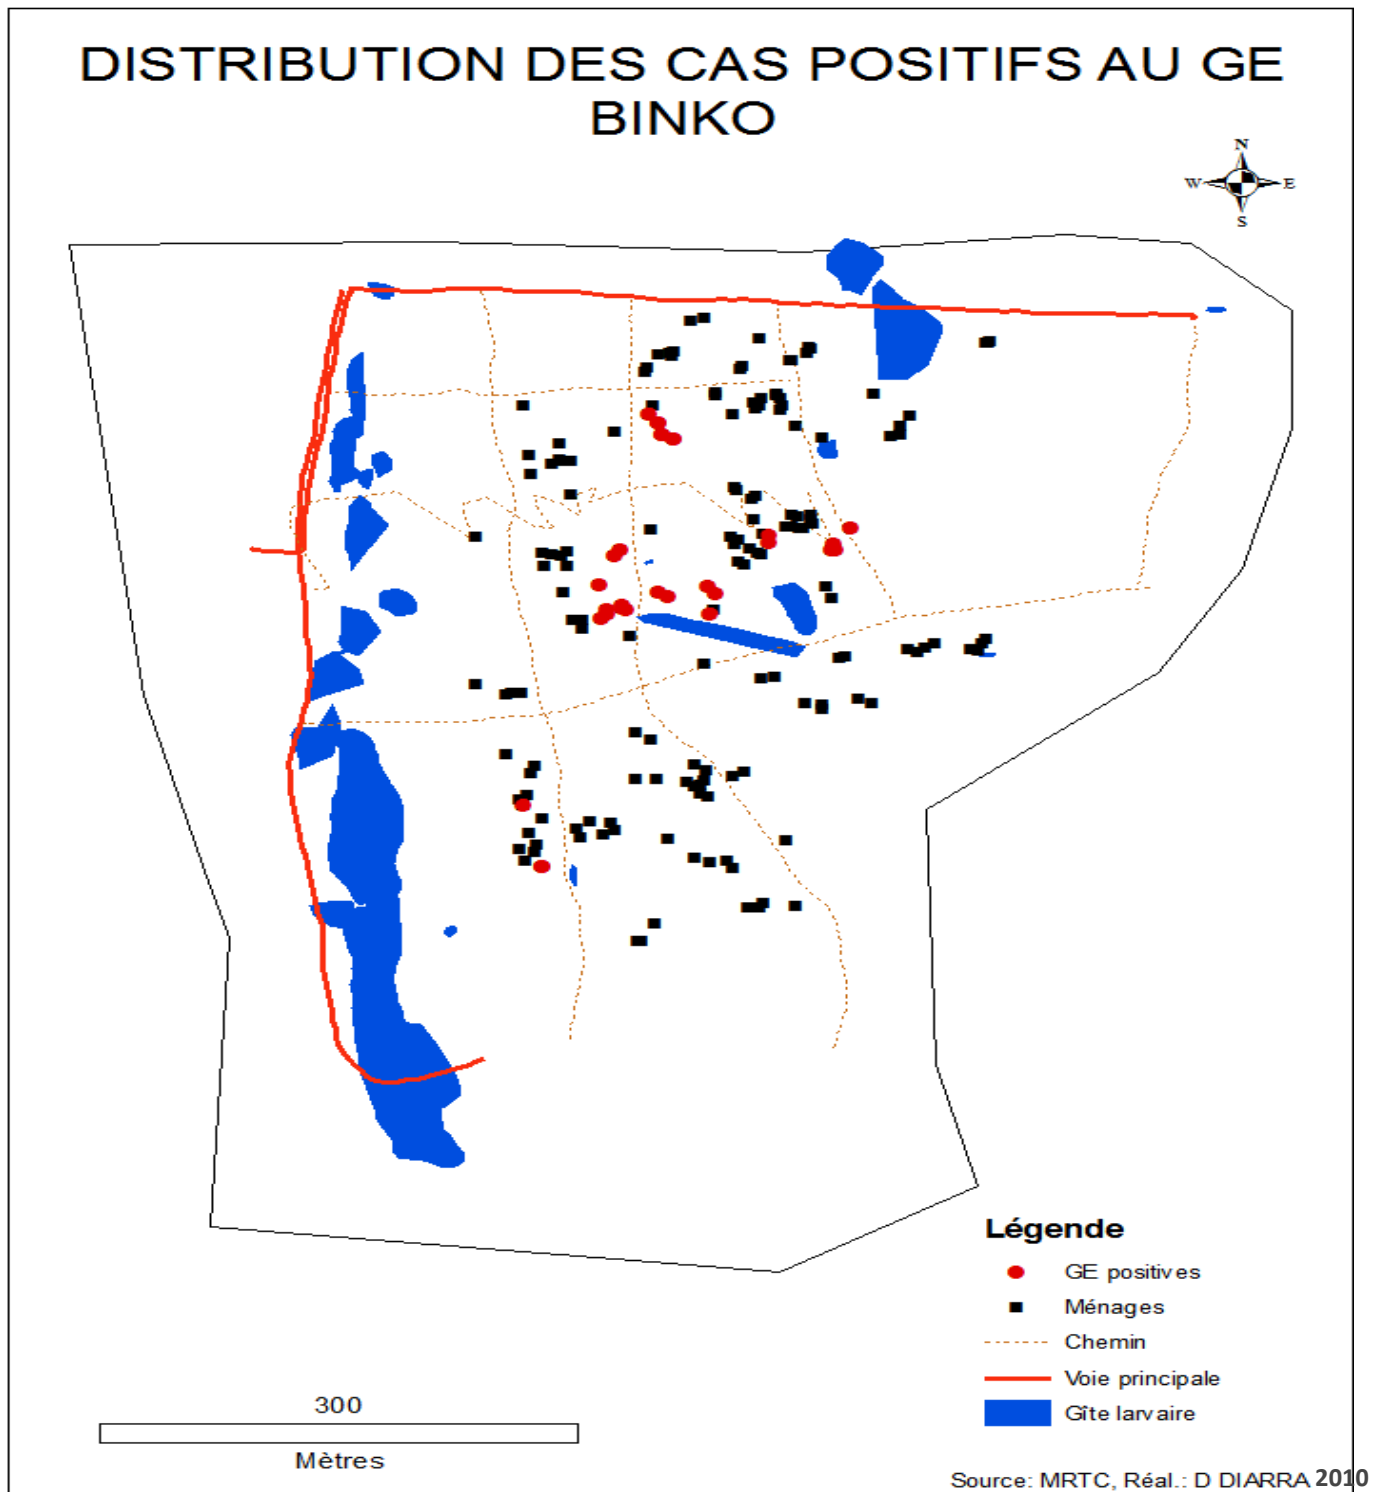 DISTRIBUTION DES CAS POSITIFS AU GE
BINKO
N
W E
S
Légende
GE positives
Ménages
Chemin
Voie principale
Gîte larvaire
300
Mètres
Source: MRTC, Réal.: D DIARRA 2010